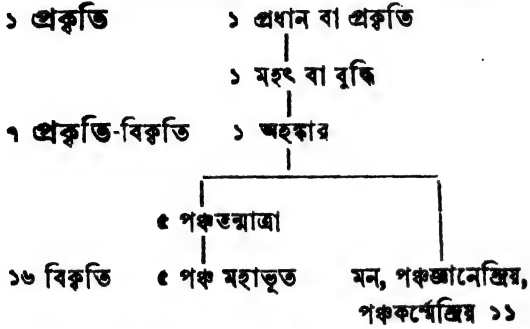 ১ প্রকৃতি ১ প্রধান বা প্রকৃতি
১ মহৎ বা বুদ্ধি
৭ প্রকৃতি-বিকৃতি ১ অহঙ্কার
৫ পঞ্চতন্মাত্রা
১৬ বিকৃতি ৫ পঞ্চ মহাভূত মন, পঞ্চজ্ঞানেন্দ্রিয়,
পঞ্চকর্ম্মেন্দ্রিয় ১১